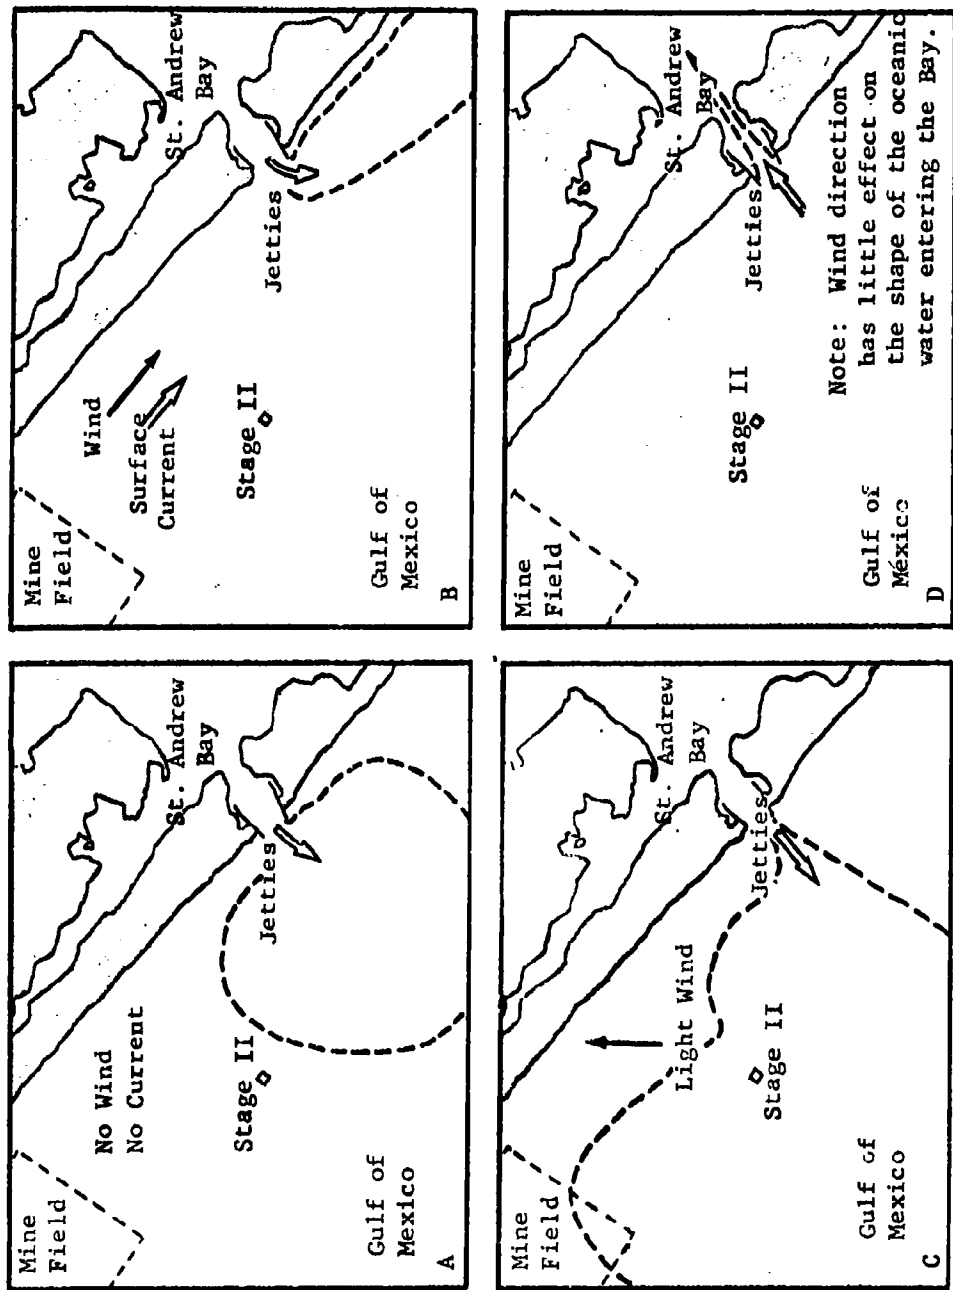 Mine
Field
No Wind
No Current
St. Andrew
Bay
Jetties
Stage II
Gulf of
Mexico
A
Mine
Field
Wind
Surface
Current
St. Andrew
Bay
Jetties
Stage II
Gulf of
Mexico
B
Mine
Field
Light Wind
St. Andrew
Bay
Jetties
Stage II
Gulf of
Mexico
C
Mine
Field
St. Andrew
Bay
Jetties
Stage II
Gulf of
Mexico
D
Note: Wind direction
has little effect on
the shape of the oceanic
water entering the Bay.